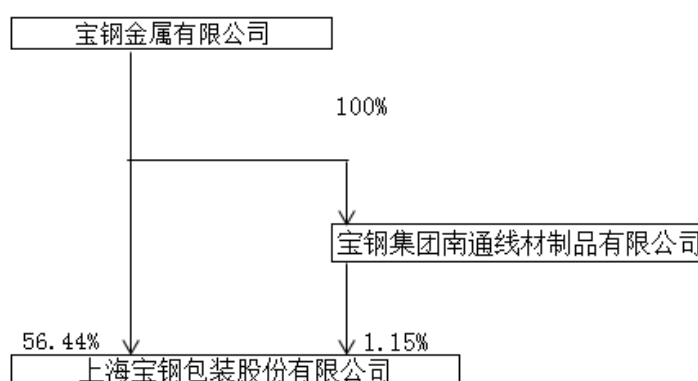 宝钢金属有限公司
100%
宝钢集团南通线材制品有限公司
56.44%
1.15%
上海宝钢包装股份有限公司